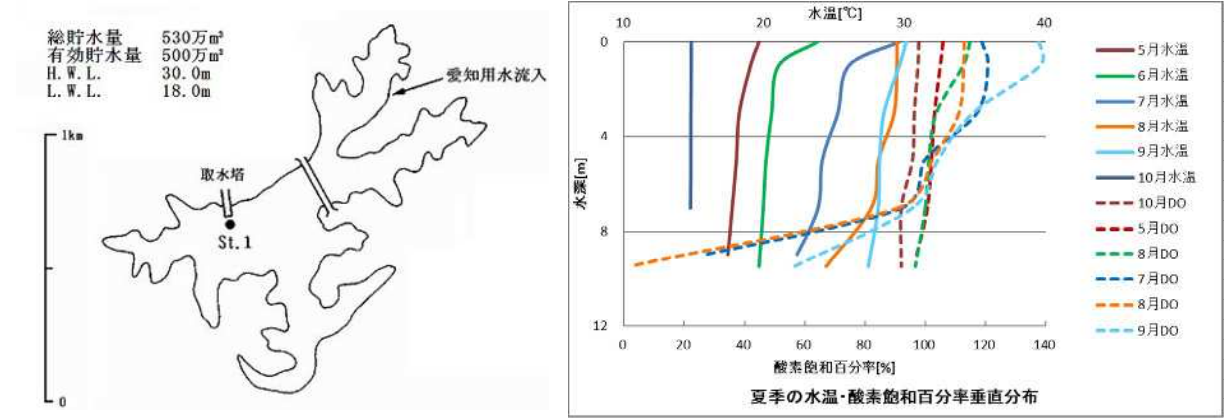 総貯水量 530万m³
有効貯水量 500万m³
H.W.L. 30.0m
L.W.L. 18.0m
愛知用水流入
1km
取水塔
St.1
0
水温[℃]
10 20 30 40
0
4
8
12
水深[m]
0 20 40 60 80 100 120 140
酸素飽和百分率[%]
夏季の水温・酸素飽和百分率垂直分布
5月水温
6月水温
7月水温
8月水温
9月水温
10月水温
10月DO
5月DO
8月DO
7月DO
8月DO
9月DO